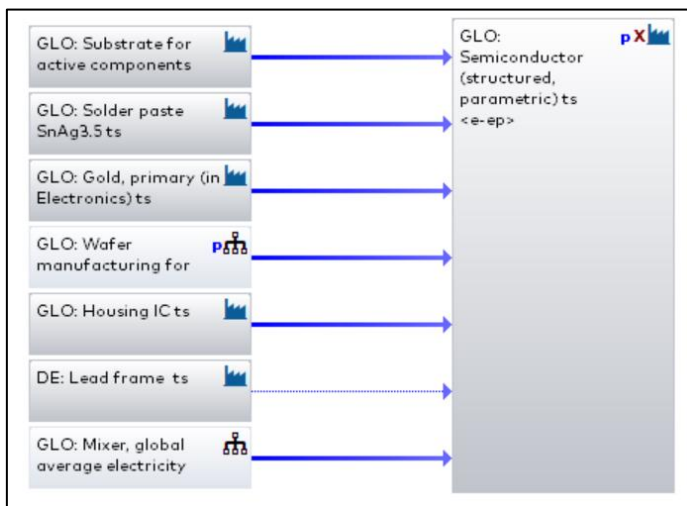 GLO: Substrate for
active components
GLO: Solder paste
SnAg3.5 ts
GLO: Gold, primary (in
Electronics) ts
GLO: Wafer
manufacturing for
p
GLO: Housing IC ts
DE: Lead frame ts
GLO: Mixer, global
average electricity
GLO:
Semiconductor
(structured,
parametric) ts
<e-ep>
p X